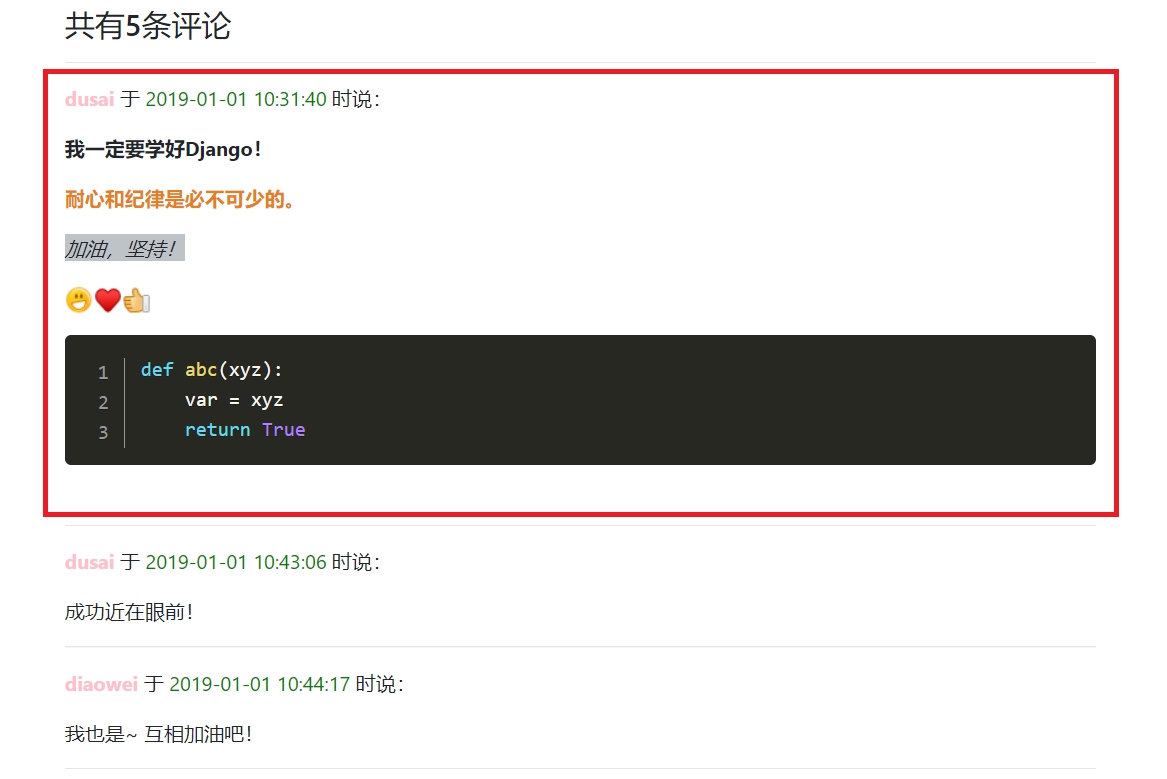 共有5条评论
dusai 于 2019-01-01 10:31:40 时说：
我一定要学好Django！
耐心和纪律是必不可少的。
加油，坚持！
😀❤️👍
1 def abc(xyz):
2     var = xyz
3     return True
dusai 于 2019-01-01 10:43:06 时说：
成功近在眼前！
diaowei 于 2019-01-01 10:44:17 时说：
我也是~ 互相加油吧！